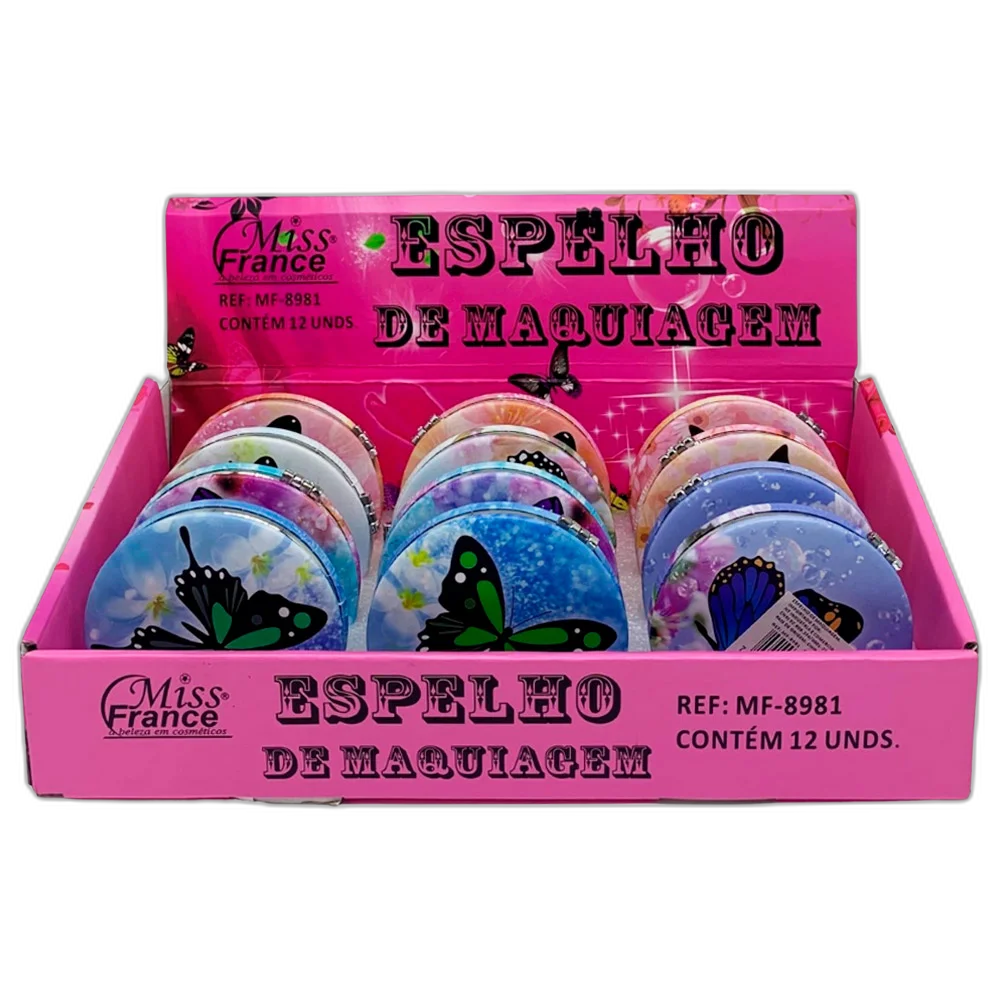 Miss®
France
a beleza em cosméticos
REF: MF-8981
CONTÉM 12 UNDS.
ESPELHO
DE MAQUIAGEM
Miss®
France
a beleza em cosméticos
ESPELHO
DE MAQUIAGEM
REF: MF-8981
CONTÉM 12 UNDS.